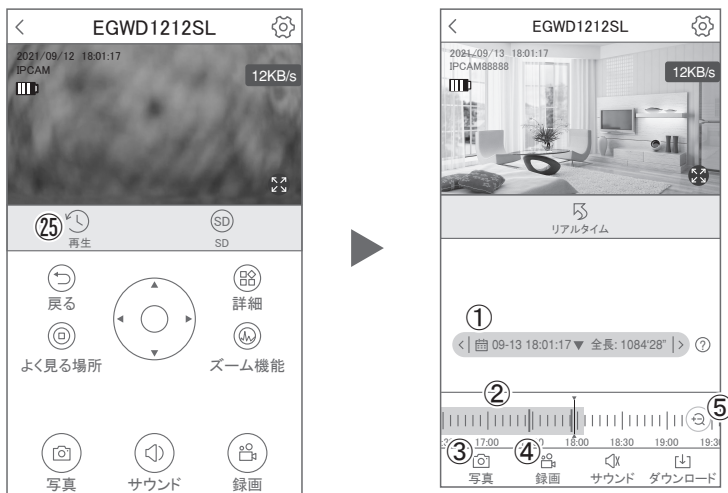 EGWD1212SL
2021/09/12 18:01:17
IPCAM
12KB/s
㉕
再生
SD
SD
戻る
詳細
よく見る場所
ズーム機能
写真
サウンド
録画
EGWD1212SL
2021/09/13 18:01:17
IPCAM88888
12KB/s
リアルタイム
①
09-13 18:01:17▼ 全長: 1084'28"
?
②
⑤
17:00
18:00 18:30 19:00
③
④
写真
録画
サウンド
ダウンロード